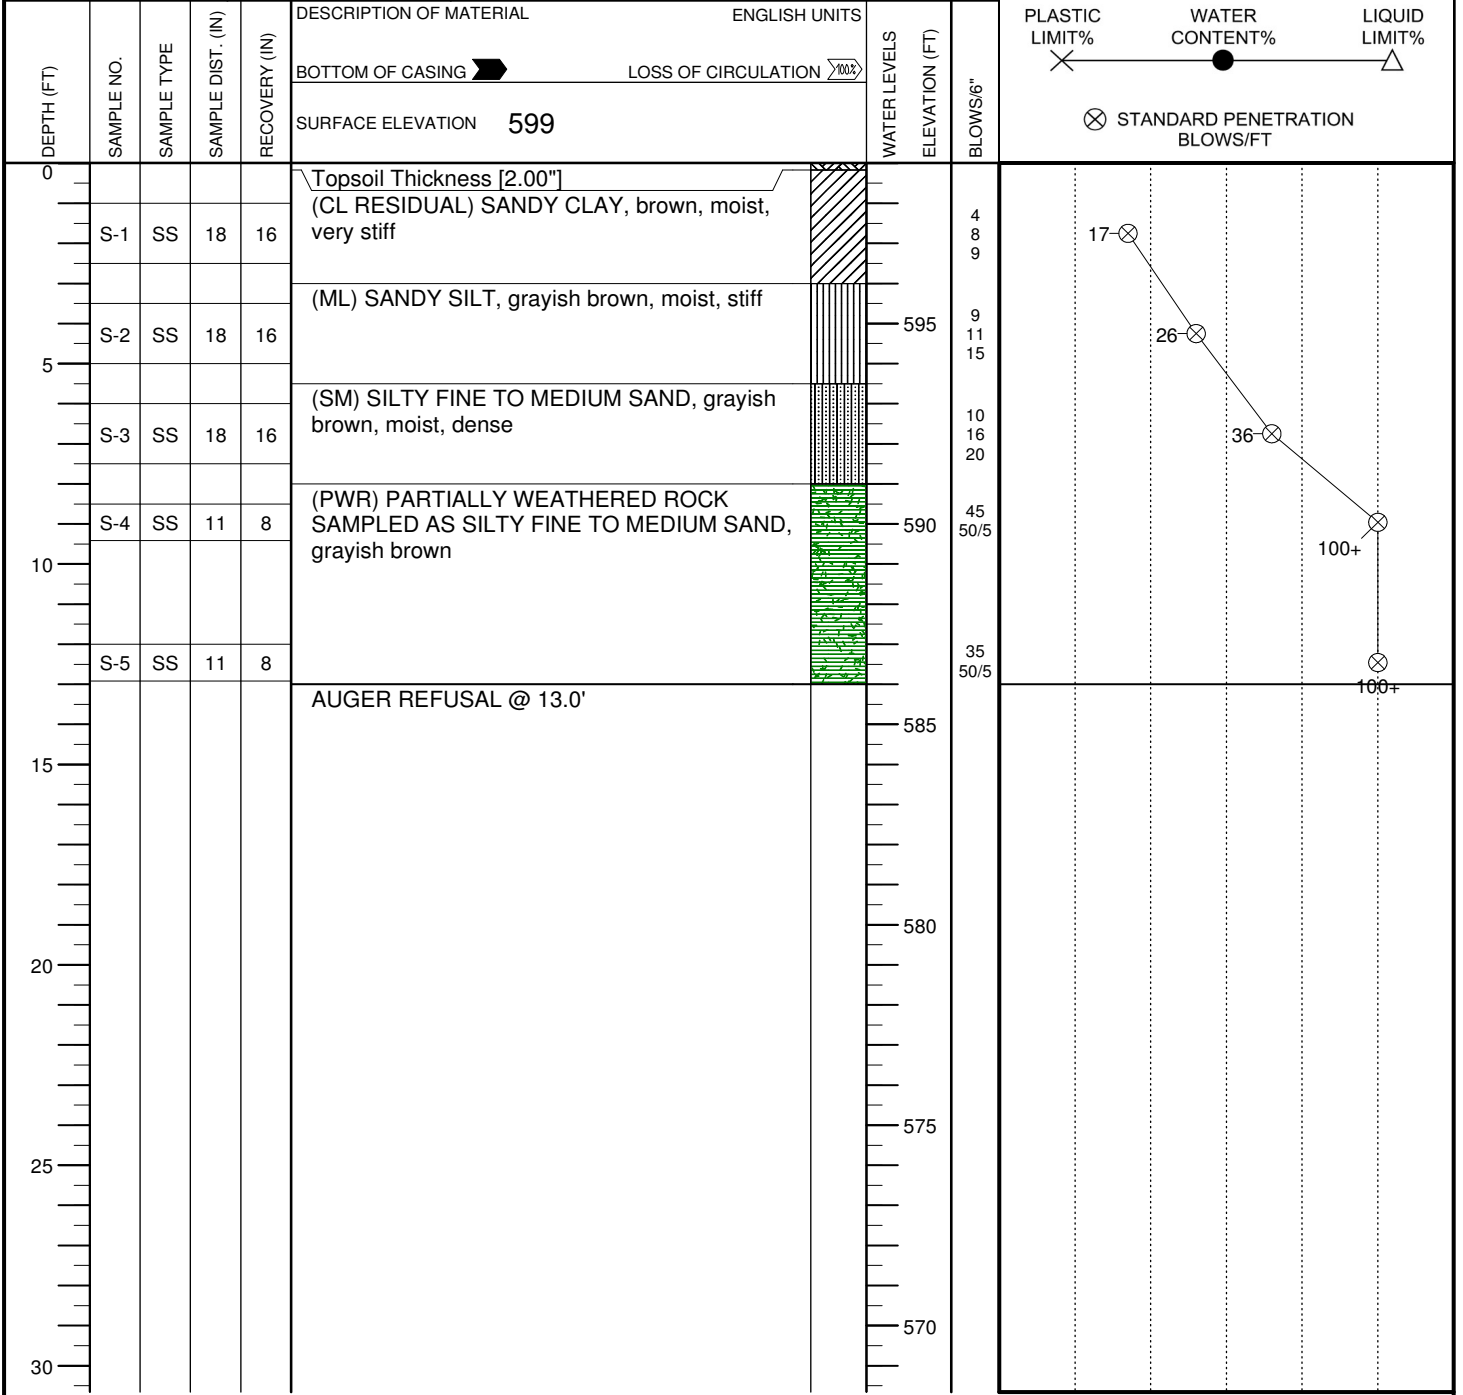 DEPTH (FT)
SAMPLE NO.
SAMPLE TYPE
SAMPLE DIST. (IN)
RECOVERY (IN)
DESCRIPTION OF MATERIAL ENGLISH UNITS
BOTTOM OF CASING LOSS OF CIRCULATION 100%
SURFACE ELEVATION 599
WATER LEVELS
ELEVATION (FT)
BLOWS/6"
PLASTIC LIMIT%
WATER CONTENT%
LIQUID LIMIT%
STANDARD PENETRATION
BLOWS/FT
0
Topsoil Thickness [2.00"]
(CL RESIDUAL) SANDY CLAY, brown, moist,
very stiff
S-1 SS 18 16
4
8
9
17
(ML) SANDY SILT, grayish brown, moist, stiff
S-2 SS 18 16
595
9
11
15
26
5
(SM) SILTY FINE TO MEDIUM SAND, grayish
brown, moist, dense
S-3 SS 18 16
10
16
20
36
(PWR) PARTIALLY WEATHERED ROCK
SAMPLED AS SILTY FINE TO MEDIUM SAND,
grayish brown
S-4 SS 11 8
590
45
50/5
100+
10
S-5 SS 11 8
35
50/5
100+
AUGER REFUSAL @ 13.0'
585
15
580
20
575
25
570
30